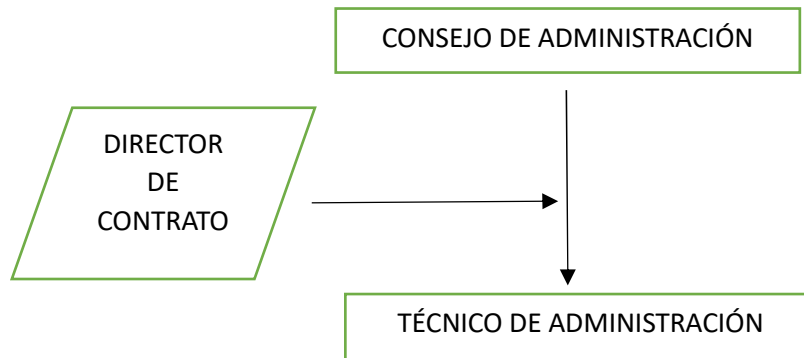 CONSEJO DE ADMINISTRACIÓN
DIRECTOR
DE
CONTRATO
TÉCNICO DE ADMINISTRACIÓN